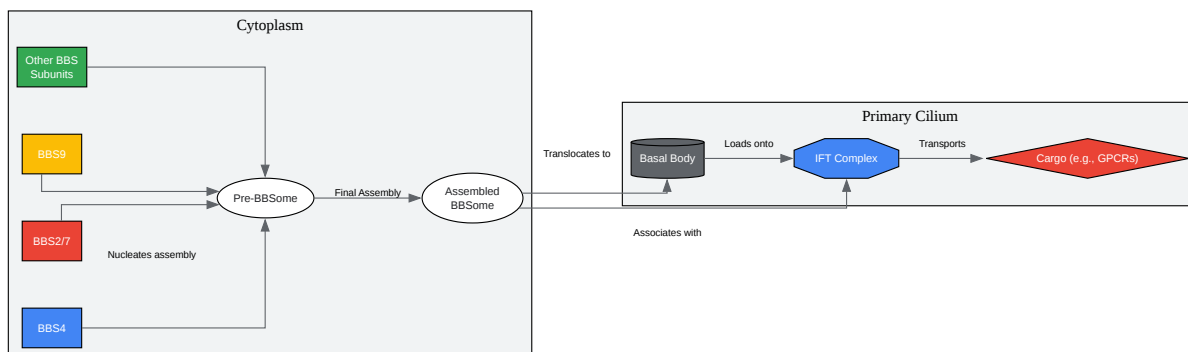 Cytoplasm
Other BBS
Subunits
BBS9
BBS2/7
BBS4
Nucleates assembly
Pre-BBSome
Final Assembly
Assembled
BBSome
Translocates to
Associates with
Primary Cilium
Basal Body
Loads onto
IFT Complex
Transports
Cargo (e.g., GPCRs)